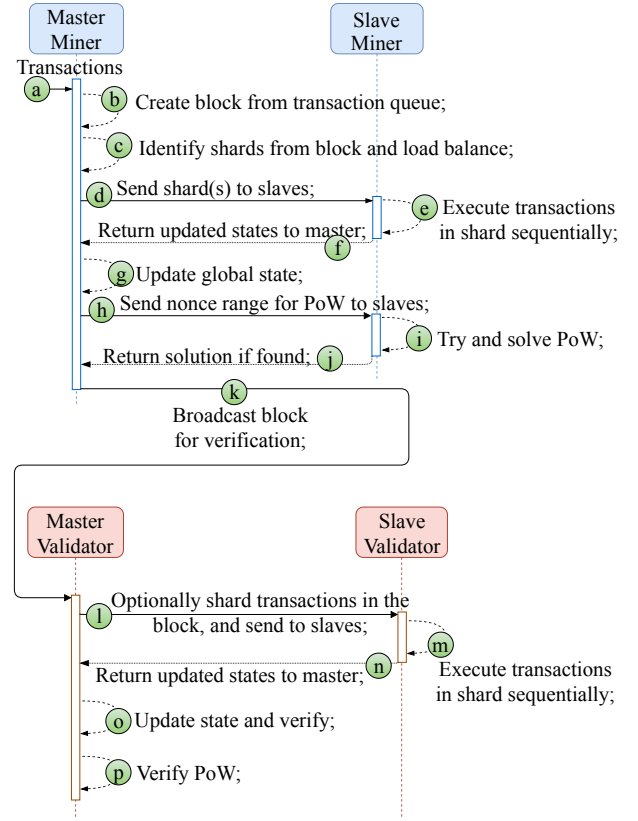 Master
Miner
Slave
Miner
Transactions
a
b
Create block from transaction queue;
c
Identify shards from block and load balance;
d
Send shard(s) to slaves;
e
Execute transactions
in shard sequentially;
Return updated states to master;
f
g
Update global state;
h
Send nonce range for PoW to slaves;
i
Try and solve PoW;
Return solution if found;
j
k
Broadcast block
for verification;
Master
Validator
Slave
Validator
l
Optionally shard transactions in the
block, and send to slaves;
m
Execute transactions
in shard sequentially;
n
Return updated states to master;
o
Update state and verify;
p
Verify PoW;